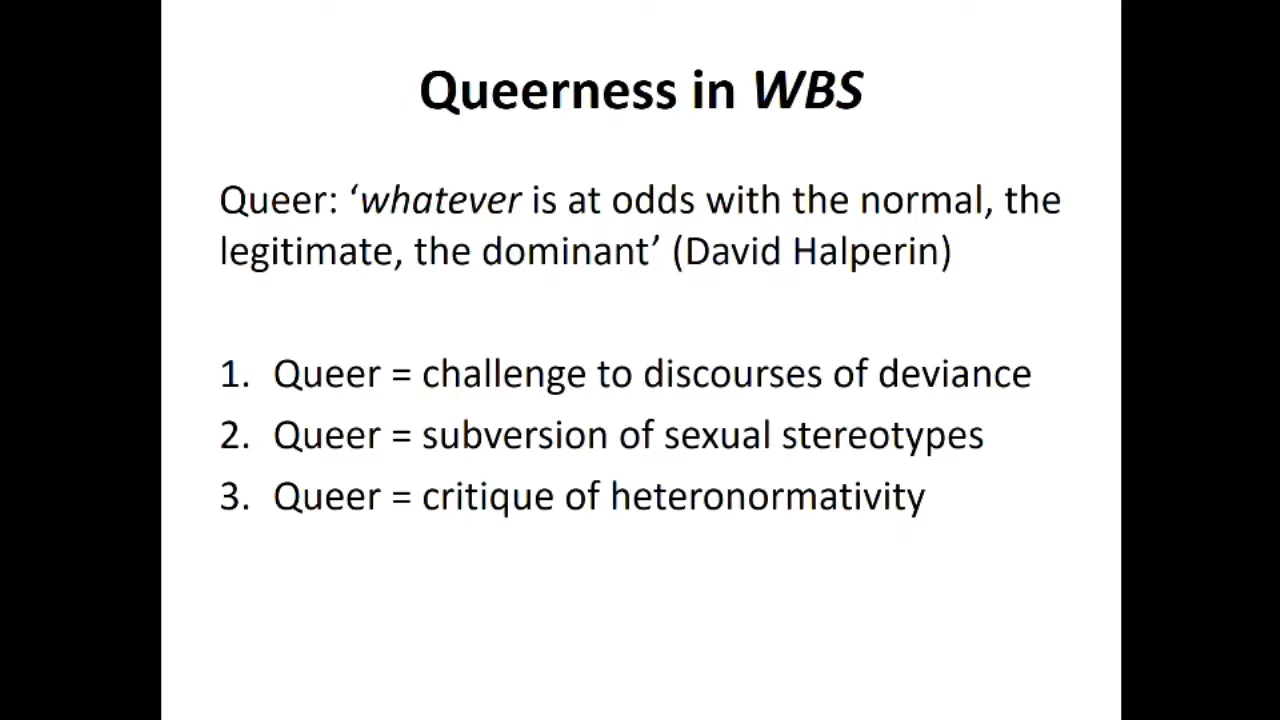 Queerness in WBS
Queer: ‘whatever is at odds with the normal, the
legitimate, the dominant’ (David Halperin)
1. Queer = challenge to discourses of deviance
2. Queer = subversion of sexual stereotypes
3. Queer = critique of heteronormativity